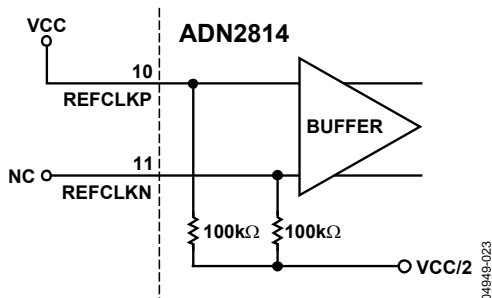 VCC
ADN2814
10
REFCLKP
BUFFER
11
NC
REFCLKN
100kΩ
100kΩ
VCC/2
04949-023